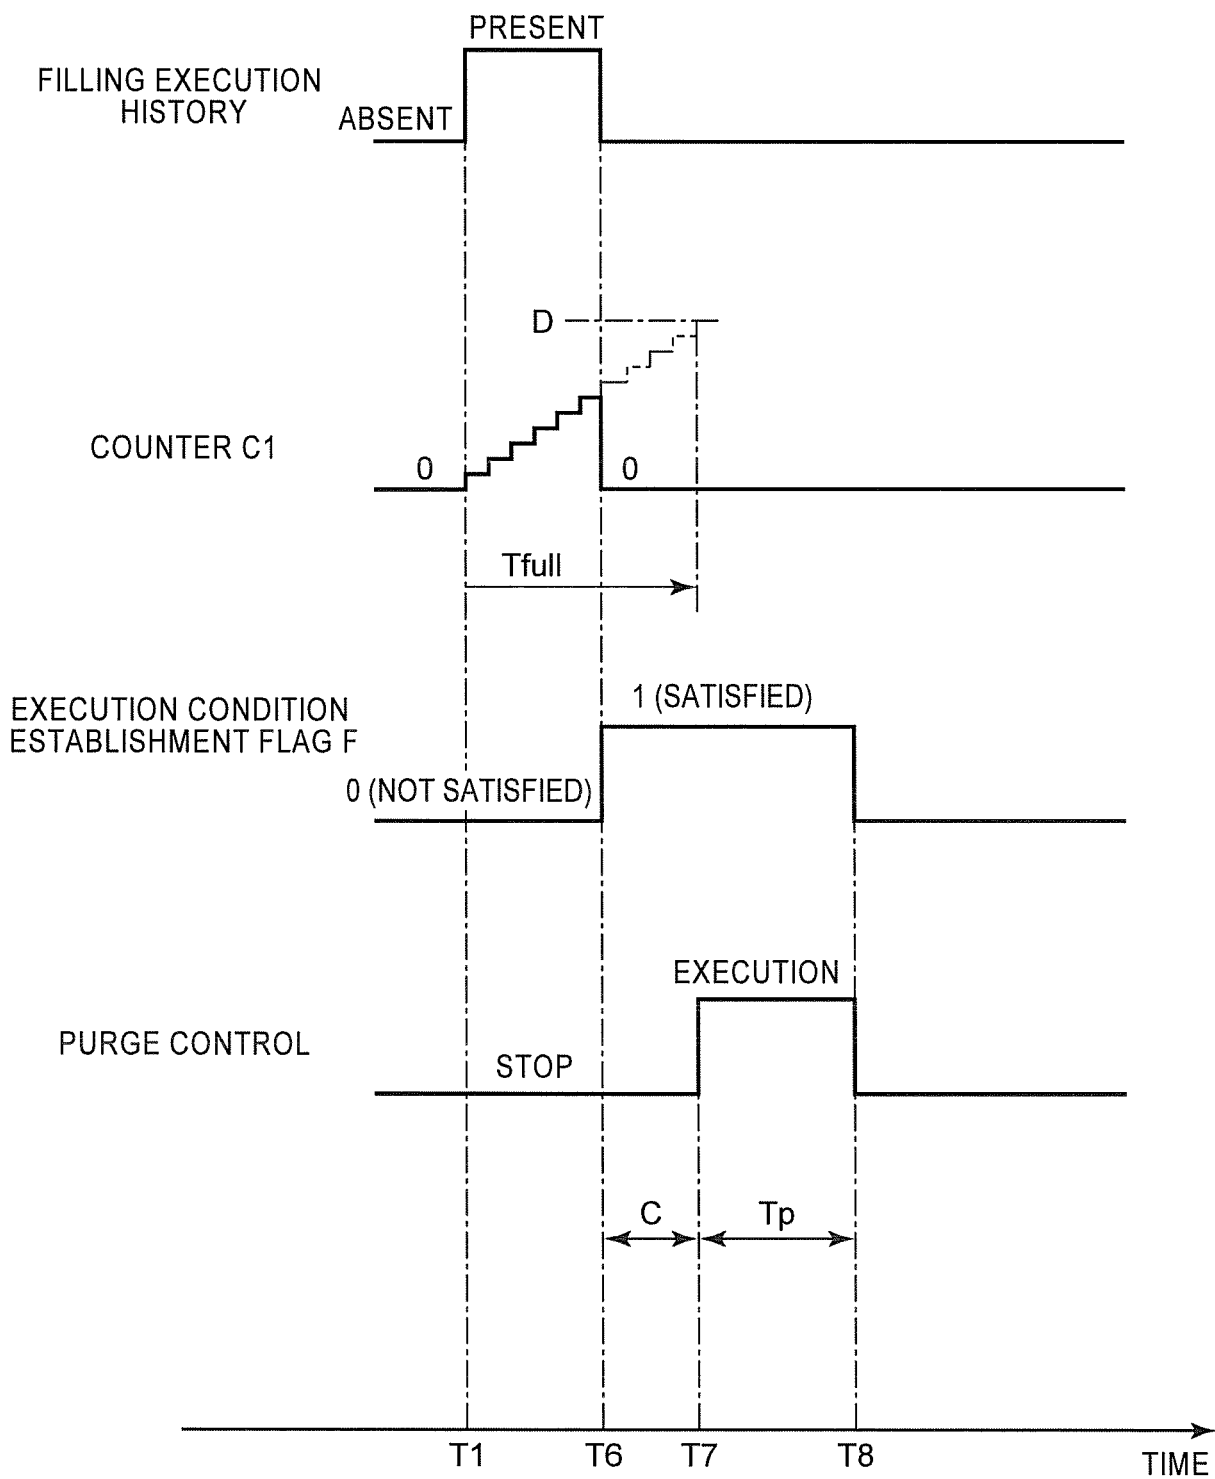 PRESENT
FILLING EXECUTION
HISTORY
ABSENT
D
COUNTER C1
0
0
Tfull
1 (SATISFIED)
EXECUTION CONDITION
ESTABLISHMENT FLAG F
0 (NOT SATISFIED)
EXECUTION
PURGE CONTROL
STOP
C
Tp
T1
T6
T7
T8
TIME